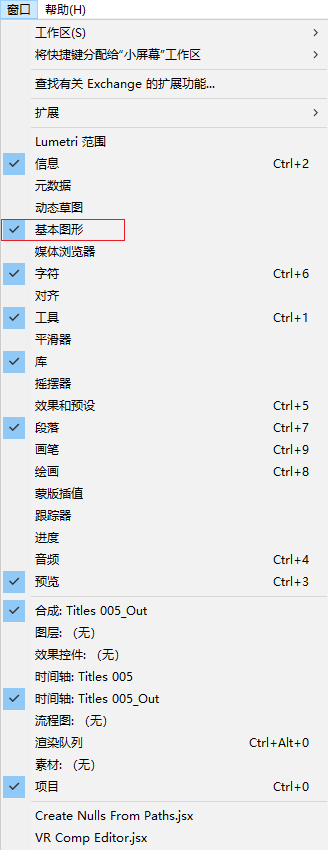 窗口 帮助(H)
工作区(S)
将快捷键分配给“小屏幕”工作区
查找有关 Exchange 的扩展功能...
扩展
Lumetri 范围
信息 Ctrl+2
元数据
动态草图
基本图形
媒体浏览器
字符 Ctrl+6
对齐
工具 Ctrl+1
平滑器
库
摇摆器
效果和预设 Ctrl+5
段落 Ctrl+7
画笔 Ctrl+9
绘画 Ctrl+8
蒙版插值
跟踪器
进度
音频 Ctrl+4
预览 Ctrl+3
合成: Titles 005_Out
图层: （无）
效果控件: （无）
时间轴: Titles 005
时间轴: Titles 005_Out
流程图: （无）
渲染队列 Ctrl+Alt+0
素材: （无）
项目 Ctrl+0
Create Nulls From Paths.jsx
VR Comp Editor.jsx